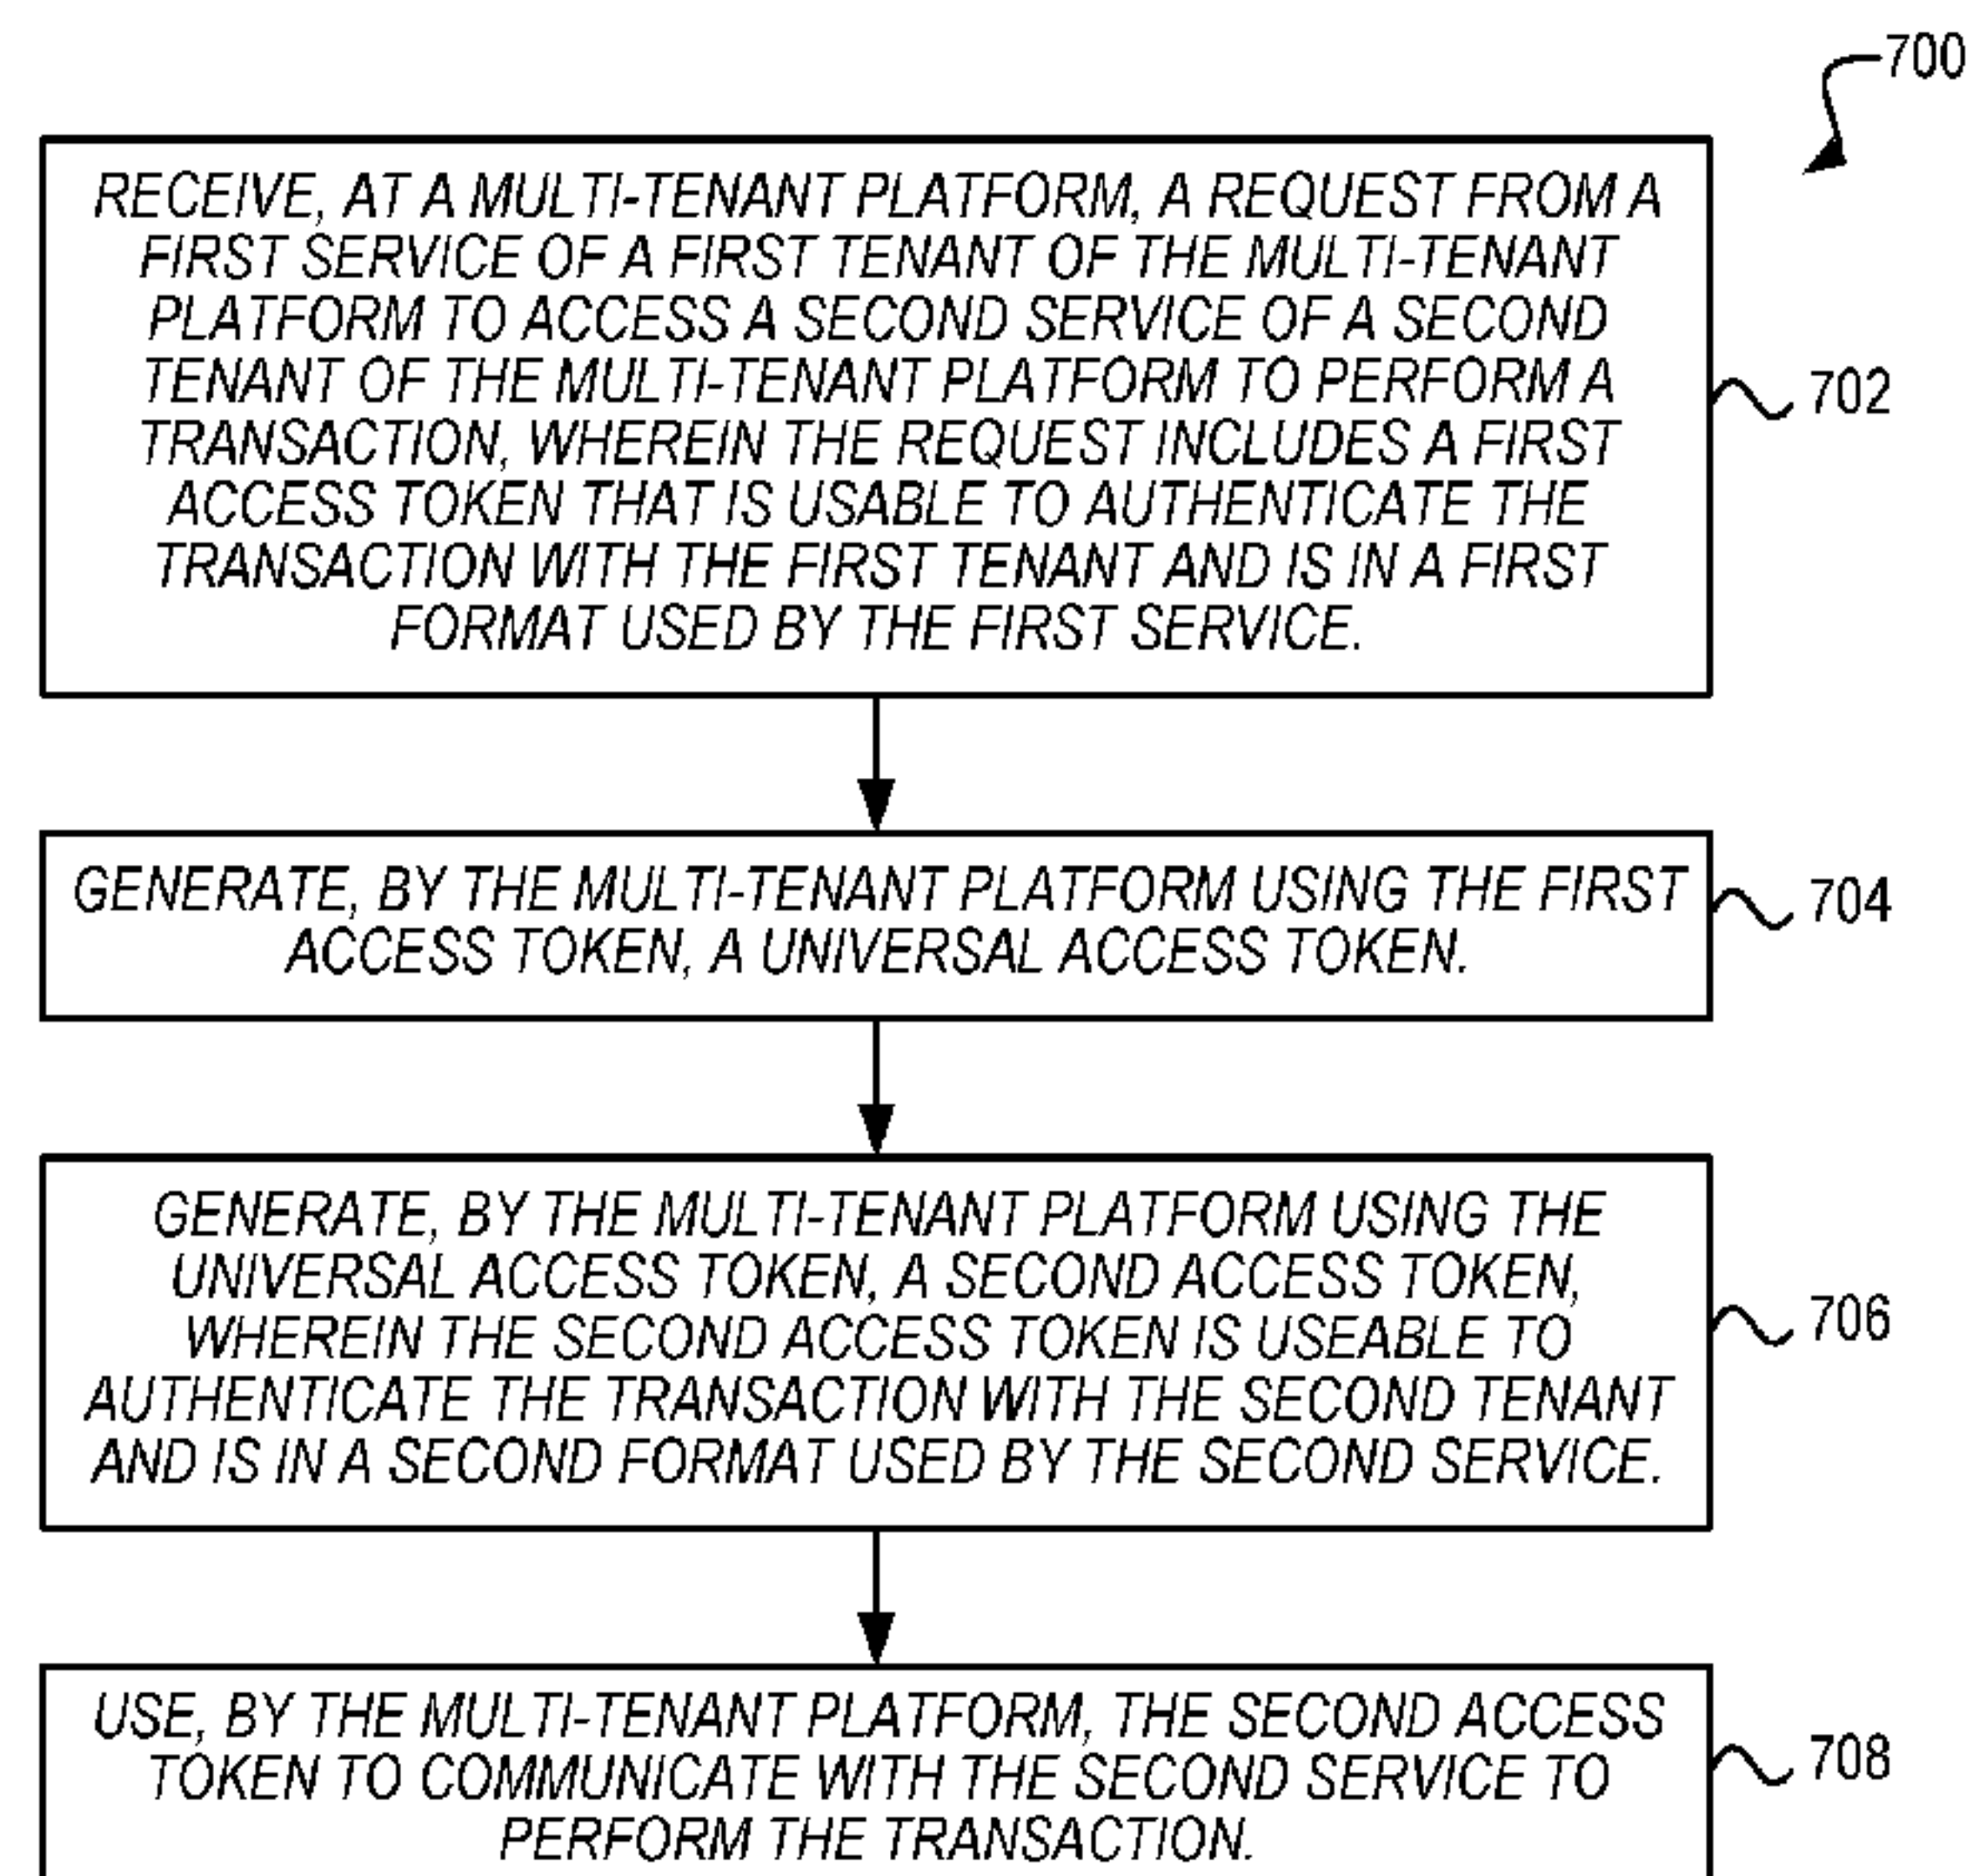 700
RECEIVE, AT A MULTI-TENANT PLATFORM, A REQUEST FROM A
FIRST SERVICE OF A FIRST TENANT OF THE MULTI-TENANT
PLATFORM TO ACCESS A SECOND SERVICE OF A SECOND
TENANT OF THE MULTI-TENANT PLATFORM TO PERFORM A
TRANSACTION, WHEREIN THE REQUEST INCLUDES A FIRST
ACCESS TOKEN THAT IS USABLE TO AUTHENTICATE THE
TRANSACTION WITH THE FIRST TENANT AND IS IN A FIRST
FORMAT USED BY THE FIRST SERVICE.
702
GENERATE, BY THE MULTI-TENANT PLATFORM USING THE FIRST
ACCESS TOKEN, A UNIVERSAL ACCESS TOKEN.
704
GENERATE, BY THE MULTI-TENANT PLATFORM USING THE
UNIVERSAL ACCESS TOKEN, A SECOND ACCESS TOKEN,
WHEREIN THE SECOND ACCESS TOKEN IS USEABLE TO
AUTHENTICATE THE TRANSACTION WITH THE SECOND TENANT
AND IS IN A SECOND FORMAT USED BY THE SECOND SERVICE.
706
USE, BY THE MULTI-TENANT PLATFORM, THE SECOND ACCESS
TOKEN TO COMMUNICATE WITH THE SECOND SERVICE TO
PERFORM THE TRANSACTION.
708